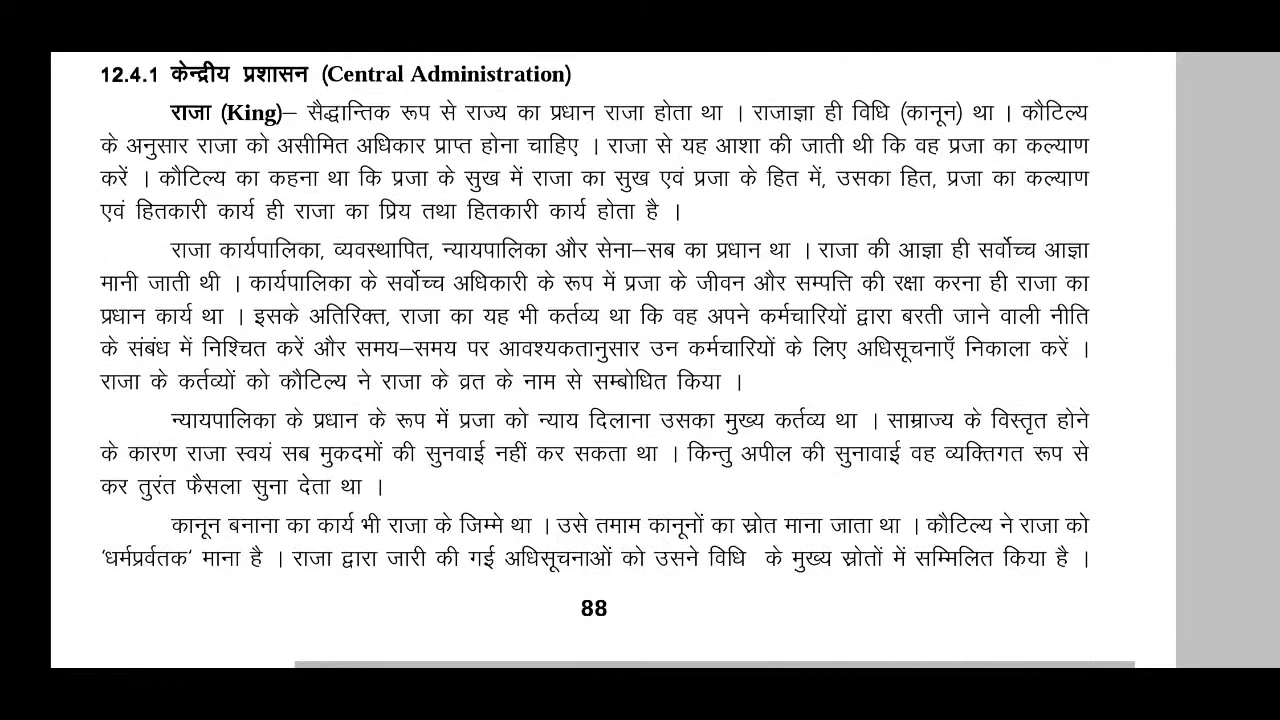 12.4.1 केन्द्रीय प्रशासन (Central Administration)
राजा (King)– सैद्धान्तिक रूप से राज्य का प्रधान राजा होता था । राजाज्ञा ही विधि (कानून) था । कौटिल्य
के अनुसार राजा को असीमित अधिकार प्राप्त होना चाहिए । राजा से यह आशा की जाती थी कि वह प्रजा का कल्याण
करें । कौटिल्य का कहना था कि प्रजा के सुख में राजा का सुख एवं प्रजा के हित में, उसका हित, प्रजा का कल्याण
एवं हितकारी कार्य ही राजा का प्रिय तथा हितकारी कार्य होता है ।
राजा कार्यपालिका, व्यवस्थापित, न्यायपालिका और सेना–सब का प्रधान था । राजा की आज्ञा ही सर्वोच्च आज्ञा
मानी जाती थी । कार्यपालिका के सर्वोच्च अधिकारी के रूप में प्रजा के जीवन और सम्पत्ति की रक्षा करना ही राजा का
प्रधान कार्य था । इसके अतिरिक्त, राजा का यह भी कर्तव्य था कि वह अपने कर्मचारियों द्वारा बरती जाने वाली नीति
के संबंध में निश्चित करें और समय–समय पर आवश्यकतानुसार उन कर्मचारियों के लिए अधिसूचनाएँ निकाला करें ।
राजा के कर्तव्यों को कौटिल्य ने राजा के व्रत के नाम से सम्बोधित किया ।
न्यायपालिका के प्रधान के रूप में प्रजा को न्याय दिलाना उसका मुख्य कर्तव्य था । साम्राज्य के विस्तृत होने
के कारण राजा स्वयं सब मुकदमों की सुनवाई नहीं कर सकता था । किन्तु अपील की सुनावाई वह व्यक्तिगत रूप से
कर तुरंत फैसला सुना देता था ।
कानून बनाना का कार्य भी राजा के जिम्मे था । उसे तमाम कानूनों का स्रोत माना जाता था । कौटिल्य ने राजा को
‘धर्मप्रर्वतक’ माना है । राजा द्वारा जारी की गई अधिसूचनाओं को उसने विधि के मुख्य स्रोतों में सम्मिलित किया है ।
88